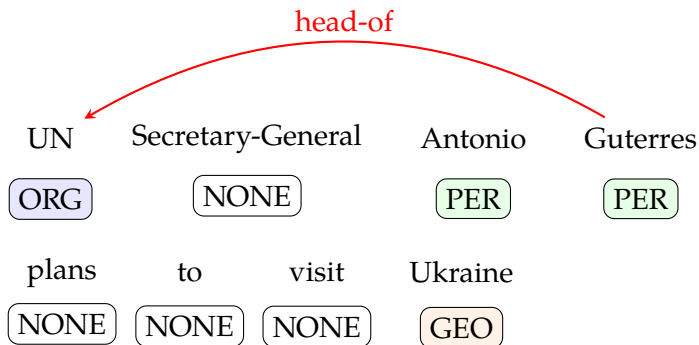 head-of
UN Secretary-General Antonio Guterres
ORG NONE PER PER
plans to visit Ukraine
NONE NONE NONE GEO